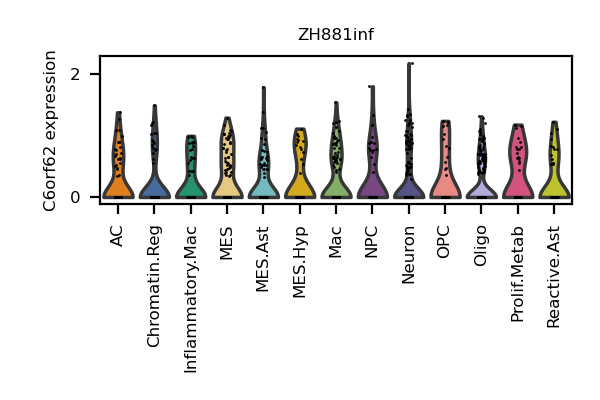 ZH881inf
C6orf62 expression
2
0
AC
Chromatin.Reg
Inflammatory.Mac
MES
MES.Ast
MES.Hyp
Mac
NPC
Neuron
OPC
Oligo
Prolif.Metab
Reactive.Ast